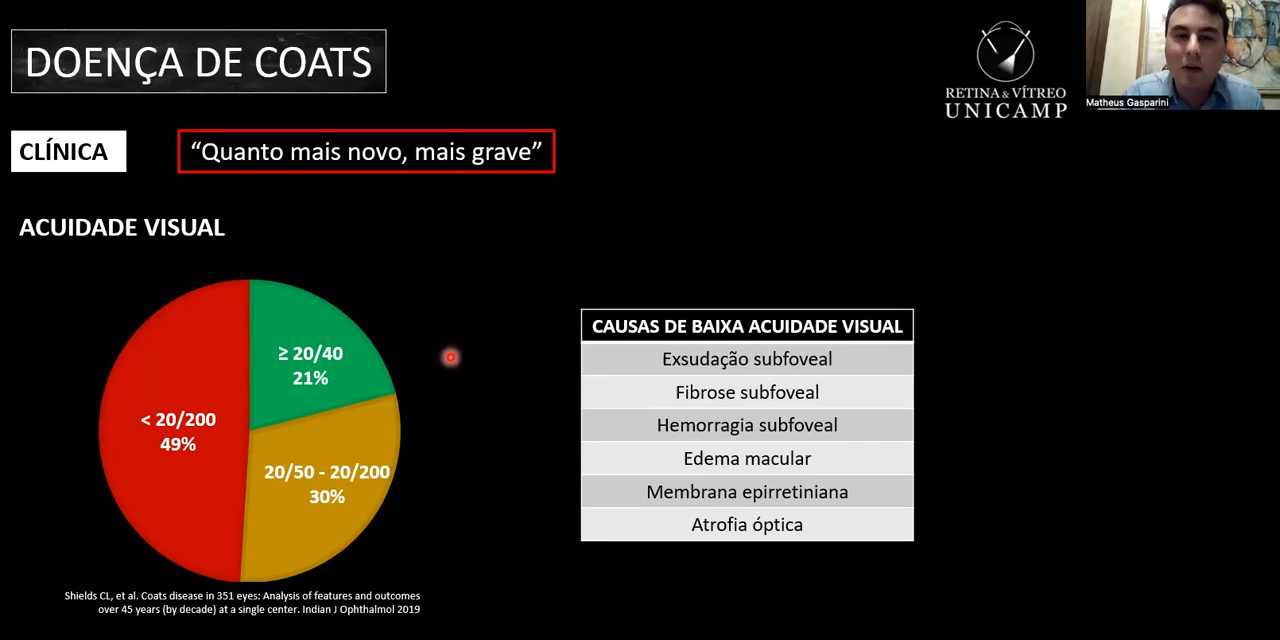 DOENÇA DE COATS
RETINA & VÍTREO
UNICAMP
Matheus Gasparini
CLÍNICA
“Quanto mais novo, mais grave”
ACUIDADE VISUAL
≥ 20/40
21%
< 20/200
49%
20/50 - 20/200
30%
CAUSAS DE BAIXA ACUIDADE VISUAL
Exsudação subfoveal
Fibrose subfoveal
Hemorragia subfoveal
Edema macular
Membrana epirretiniana
Atrofia óptica
Shields CL, et al. Coats disease in 351 eyes: Analysis of features and outcomes
over 45 years (by decade) at a single center. Indian J Ophthalmol 2019